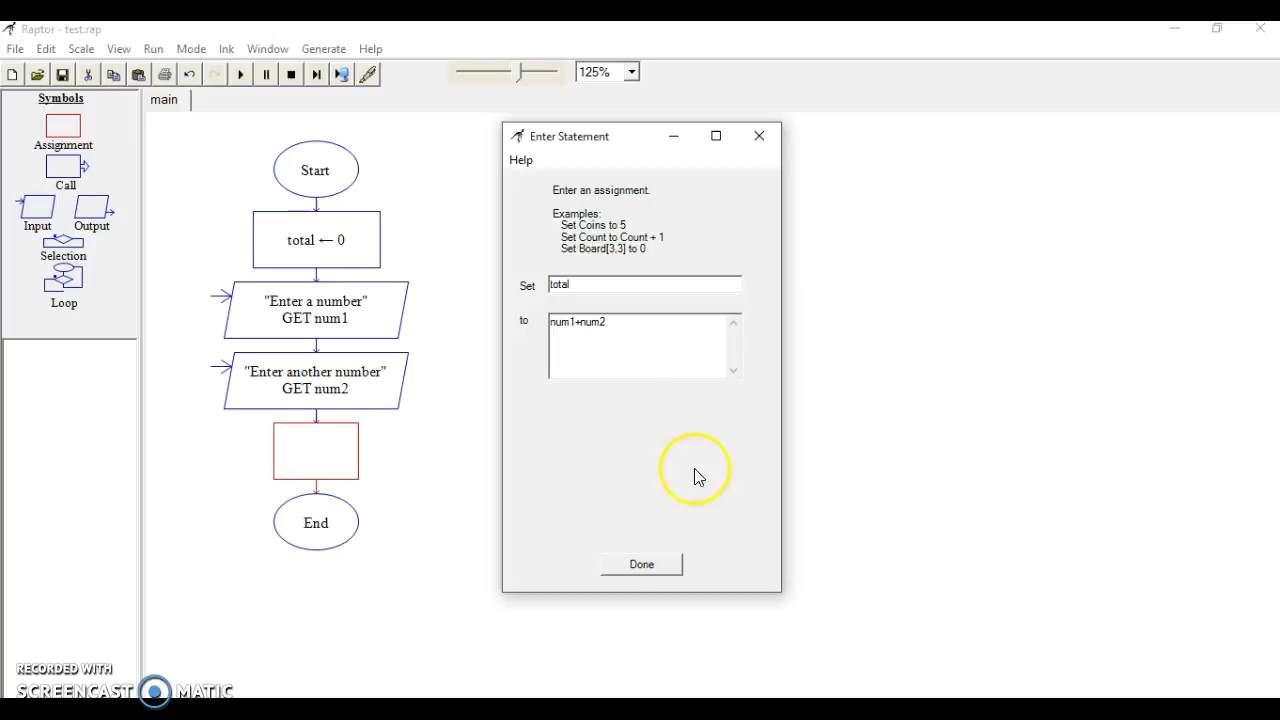 Raptor - test.rap
File Edit Scale View Run Mode Ink Window Generate Help
125%
Symbols
Assignment
Call
Input Output
Selection
Loop
main
Start
total ← 0
"Enter a number"
GET num1
"Enter another number"
GET num2
End
Enter Statement
Help
Enter an assignment.
Examples:
Set Coins to 5
Set Count to Count + 1
Set Board[3,3] to 0
Set total
to num1+num2
Done
RECORDED WITH
SCREENCAST MATIC